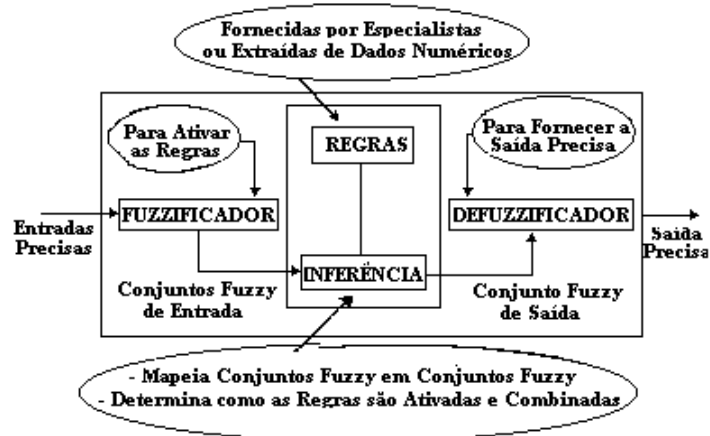 Fornecidas por Especialistas
ou Extraídas de Dados Numéricos
Para Ativar
as Regras
REGRAS
Para Fornecer a
Saída Precisa
FUZZIFICADOR
DEFUZZIFICADOR
Entradas
Precisas
Saída
Precisa
INFERÊNCIA
Conjuntos Fuzzy
de Entrada
Conjunto Fuzzy
de Saída
- Mapeia Conjuntos Fuzzy em Conjuntos Fuzzy
- Determina como as Regras são Ativadas e Combinadas